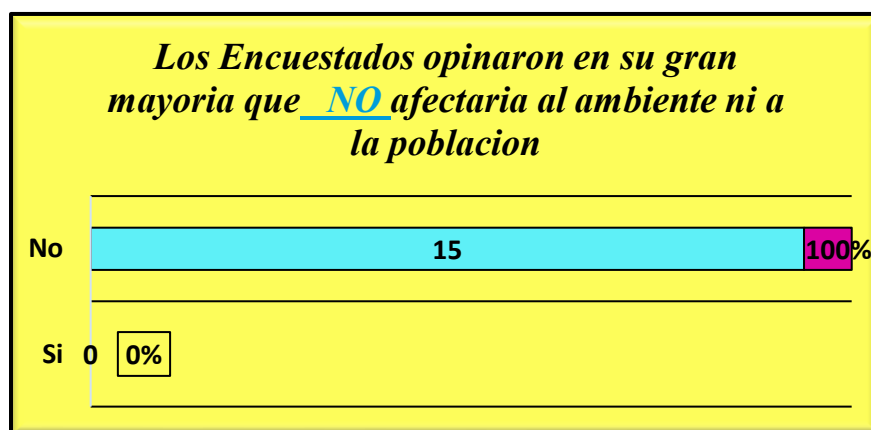 Los Encuestados opinaron en su gran
mayoria que NO afectaria al ambiente ni a
la poblacion
No 15 100%
Si 0 0%